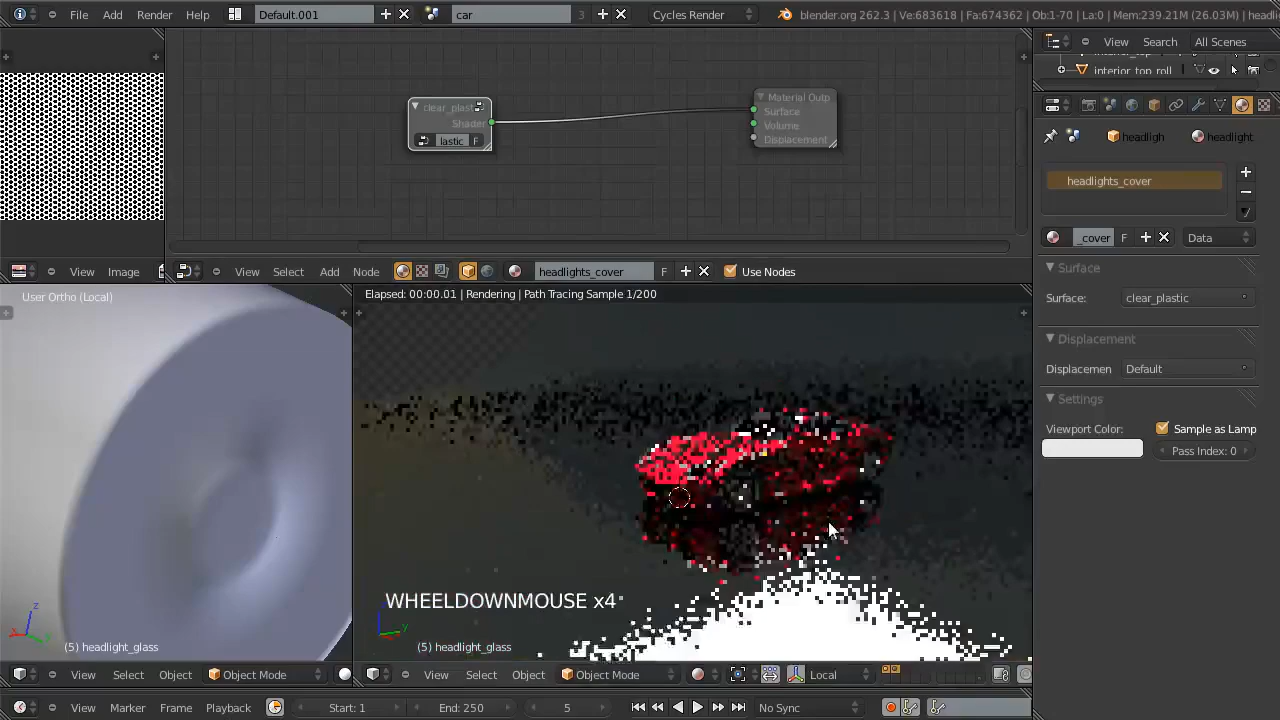 File Add Render Help Default.001 car 3 Cycles Render blender.org 262.3 | Ve:683618 | Fa:674362 | Ob:1-70 | La:0 | Mem:239.21M (26.03M) |
View Search All Scenes
interior_top_roll
clear_plast
Shader
lastic F
Material Outp
Surface
Volume
Displacement
headligh headlight
headlights_cover
_cover F Data
View Image View Select Add Node headlights_cover F Use Nodes
Surface
Surface: clear_plastic
Displacement
Displacemen Default
Settings
Viewport Color: Sample as Lamp
Pass Index: 0
User Ortho (Local)
Elapsed: 00:00.01 | Rendering | Path Tracing Sample 1/200
WHEELDOWNMOUSE x4
z
y
y
(5) headlight_glass
(5) headlight_glass
View Select Object Object Mode View Select Object Object Mode Local
View Marker Frame Playback Start: 1 End: 250 5 No Sync